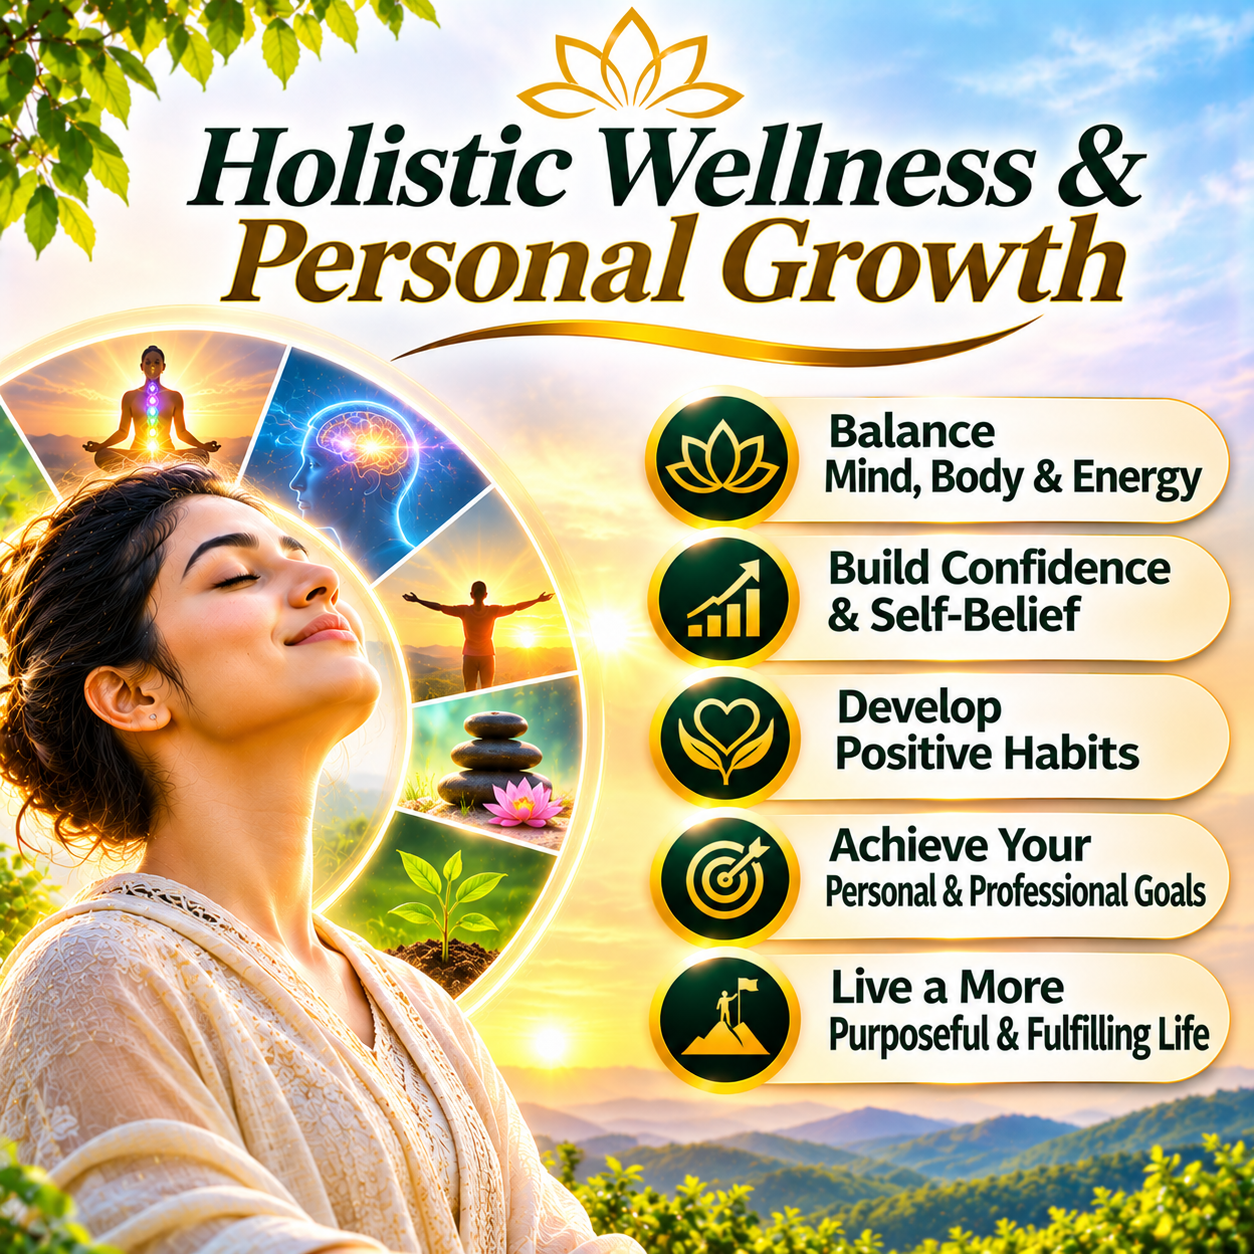 Holistic Wellness &
Personal Growth
Balance
Mind, Body & Energy
Build Confidence
& Self-Belief
Develop
Positive Habits
Achieve Your
Personal & Professional Goals
Live a More
Purposeful & Fulfilling Life